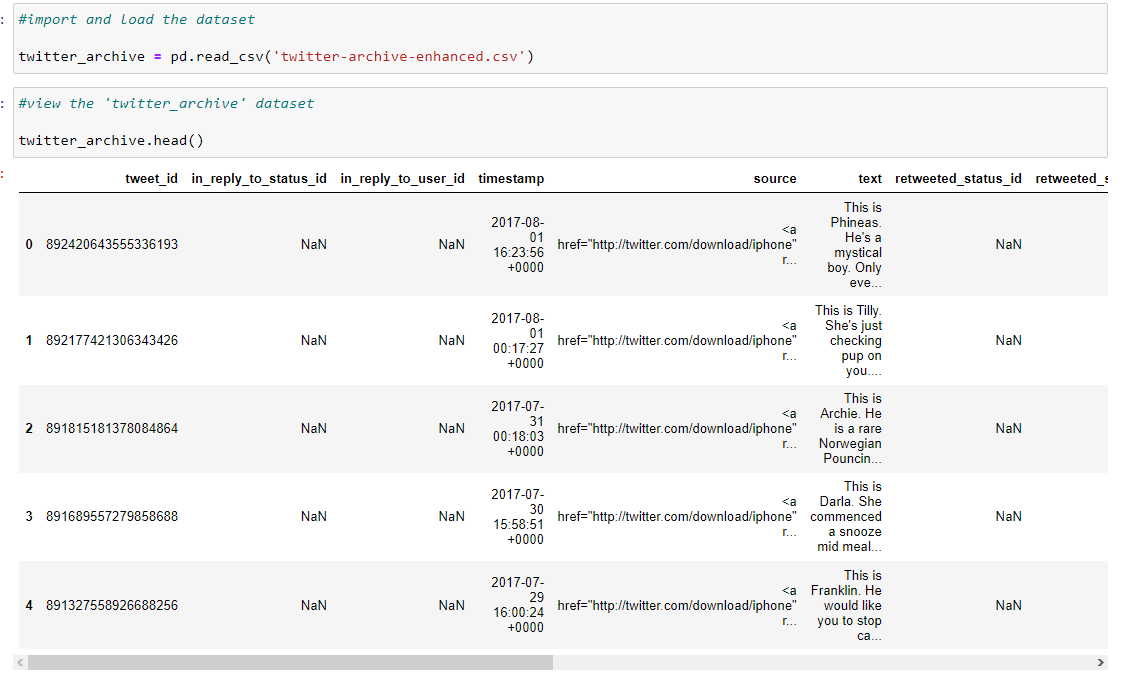 #import and load the dataset
twitter_archive = pd.read_csv('twitter-archive-enhanced.csv')
#view the 'twitter_archive' dataset
twitter_archive.head()
tweet_id in_reply_to_status_id in_reply_to_user_id timestamp source text retweeted_status_id retweeted_s
0 892420643555336193 NaN NaN 2017-08-01 16:23:56 +0000 <a href="http://twitter.com/download/iphone" r... This is Phineas. He's a mystical boy. Only eve... NaN
1 892177421306343426 NaN NaN 2017-08-01 00:17:27 +0000 <a href="http://twitter.com/download/iphone" r... This is Tilly. She's just checking pup on you.... NaN
2 891815181378084864 NaN NaN 2017-07-31 00:18:03 +0000 <a href="http://twitter.com/download/iphone" r... This is Archie. He is a rare Norwegian Pouncin... NaN
3 891689557279858688 NaN NaN 2017-07-30 15:58:51 +0000 <a href="http://twitter.com/download/iphone" r... This is Darla. She commenced a snooze mid meal... NaN
4 891327558926688256 NaN NaN 2017-07-29 16:00:24 +0000 <a href="http://twitter.com/download/iphone" r... This is Franklin. He would like you to stop ca... NaN